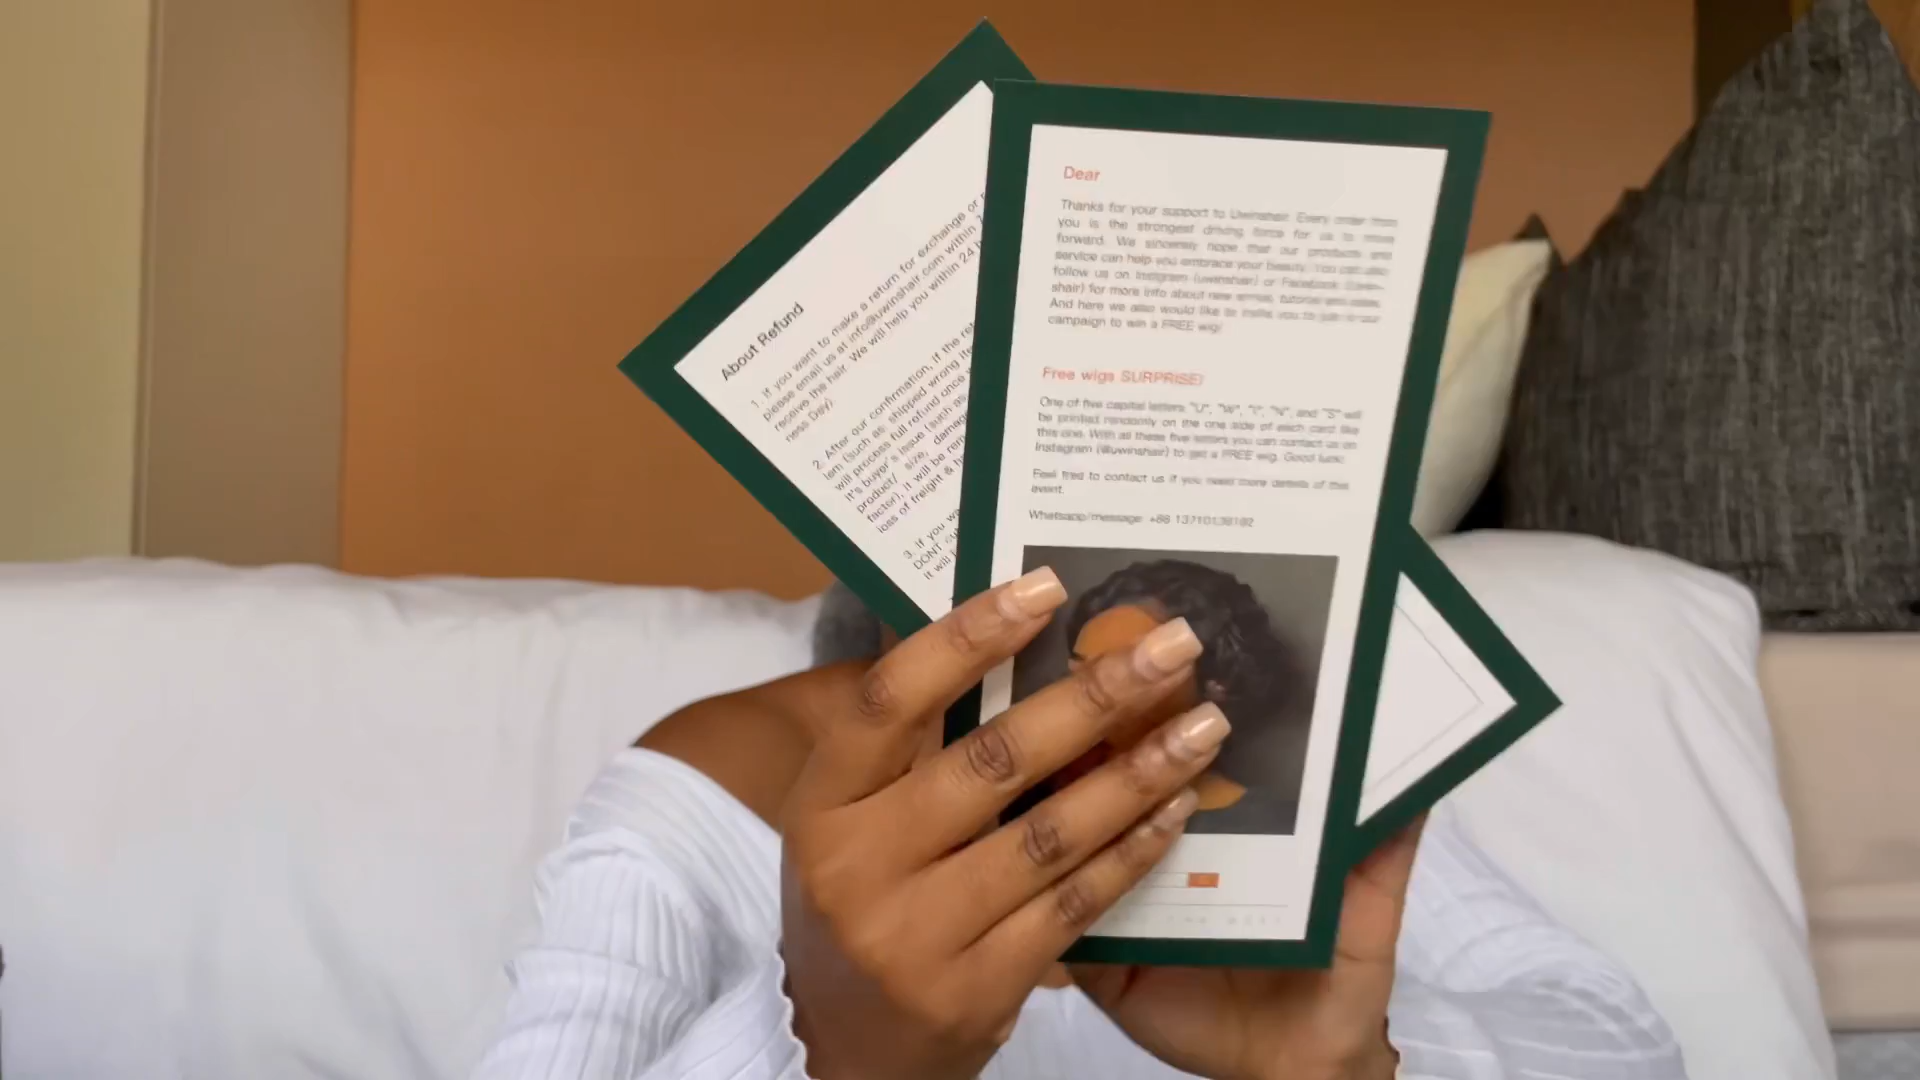 About Refund
1. If you want to make a return for exchange or
please email us at info@uwinshair.com within 7
receive the hair. We will help you within 24
ness Day).
2. After our confirmation, if the
lem (such as: shipped wrong
will process full refund once
it's buyer's issue (such as
product/ size, damage
factor), it will be
loss of freight &
3. If you
DONT
it will
Dear
Thanks for your support to Uwinshair. Every order from
you is the strongest driving force for us to move
forward. We sincerely hope that our products and
service can help you embrace your beauty. You can also
follow us on Instgram (uwinshair) or Facebook (Uwin-
shair) for more info about new arrival, tutorial and sales.
And here we also would like to invite you to join in our
campaign to win a FREE wig!
Free wigs SURPRISE!
One of five capital letters "U", "W", "I", "N", and "S" will
be printed randomly on the one side of each card like
this one. With all these five letters you can contact us on
Instagram (@uwinshair) to get a FREE wig. Good luck!
Feel fred to contact us if you need more details of this
event.
Whatsapp/message: +86 13710138192